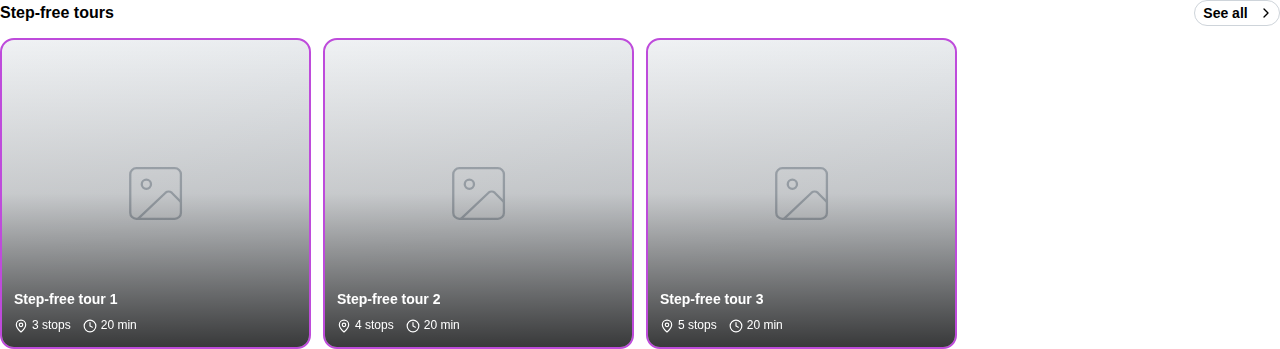 Step-free tours
See all
Step-free tour 1
3 stops 20 min
Step-free tour 2
4 stops 20 min
Step-free tour 3
5 stops 20 min